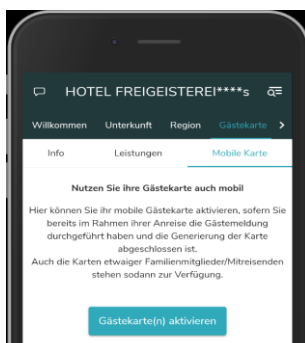 HOTEL FREIGEISTEREI****s
Willkommen Unterkunft Region Gästekarte >
Info Leistungen Mobile Karte
Nutzen Sie ihre Gästekarte auch mobil
Hier können Sie ihr mobile Gästekarte aktivieren, sofern Sie
bereits im Rahmen ihrer Anreise die Gästemeldung
durchgeführt haben und die Generierung der Karte
abgeschlossen ist.
Auch die Karten etwaiger Familienmitglieder/Mitreisenden
stehen sodann zur Verfügung.
Gästekarte(n) aktivieren